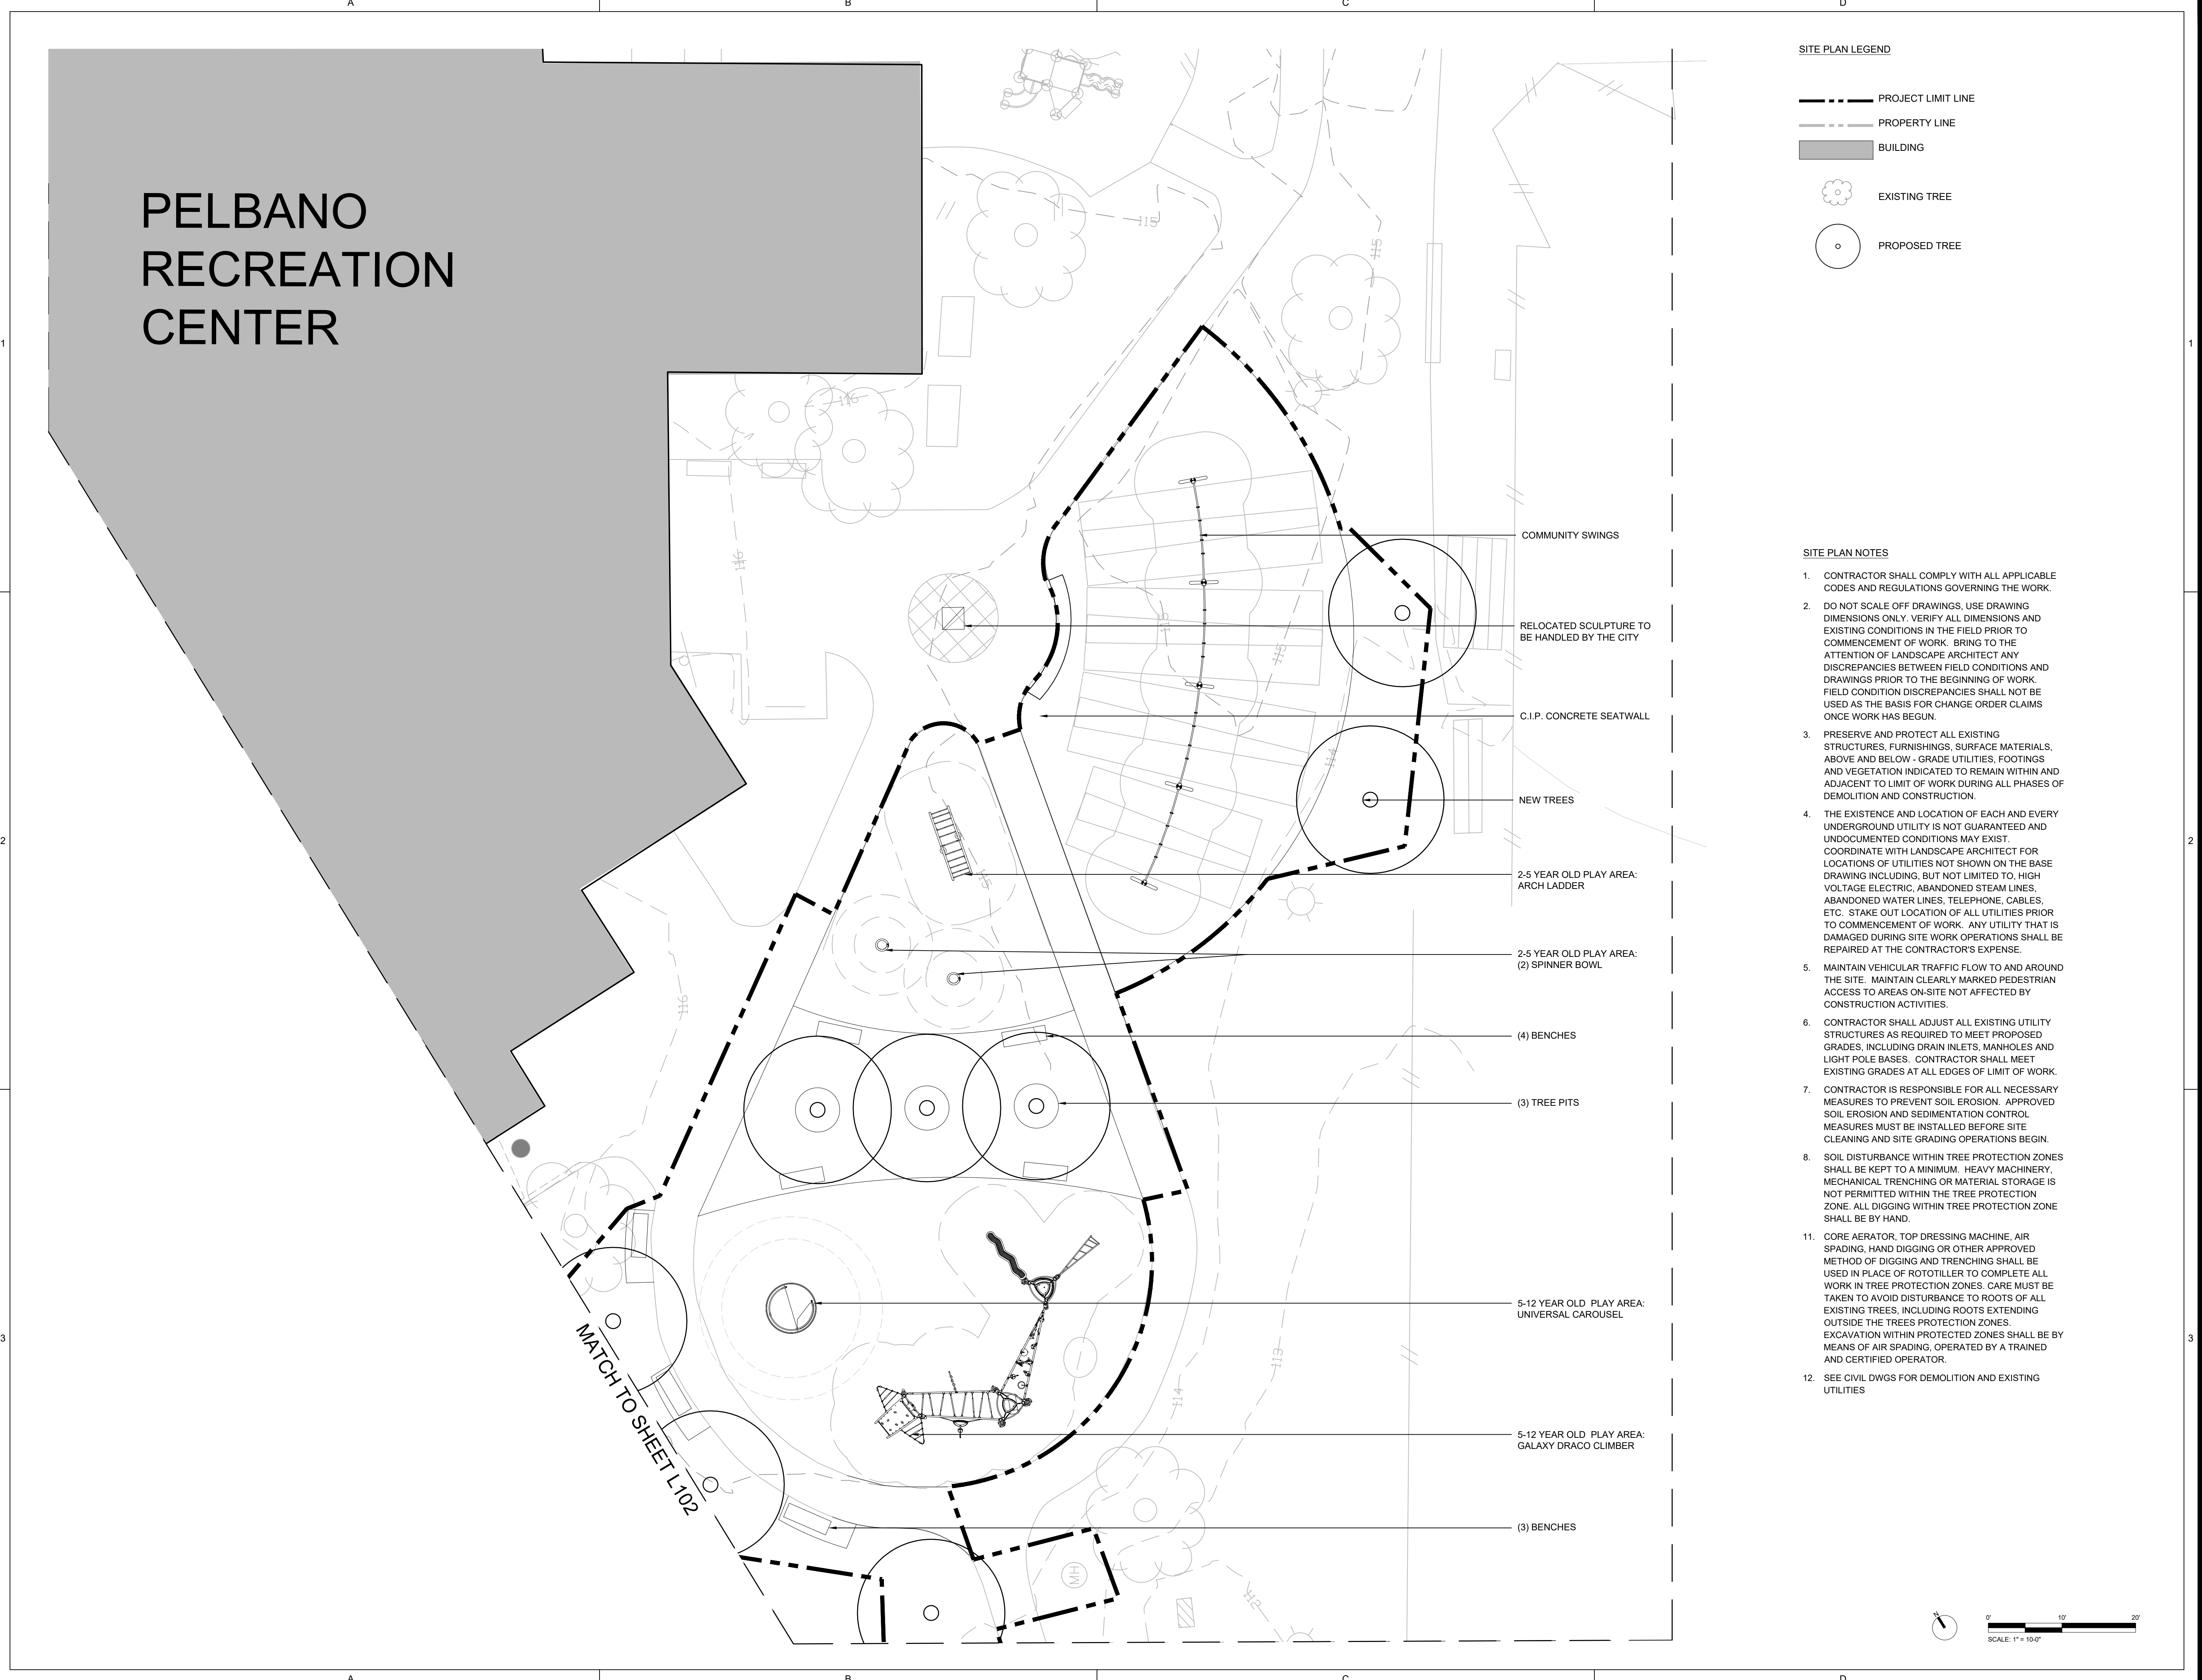 A
B
C
D
PELBANO
RECREATION
CENTER
SITE PLAN LEGEND
PROJECT LIMIT LINE
PROPERTY LINE
BUILDING
EXISTING TREE
PROPOSED TREE
115
115
1
1
116
116
COMMUNITY SWINGS
RELOCATED SCULPTURE TO
BE HANDLED BY THE CITY
115
115
C.I.P. CONCRETE SEATWALL
114
NEW TREES
2
2
2-5 YEAR OLD PLAY AREA:
ARCH LADDER
115
2-5 YEAR OLD PLAY AREA:
(2) SPINNER BOWL
116
(4) BENCHES
(3) TREE PITS
5-12 YEAR OLD  PLAY AREA:
UNIVERSAL CAROUSEL
3
3
113
114
MATCH TO SHEET L102
5-12 YEAR OLD  PLAY AREA:
GALAXY DRACO CLIMBER
(3) BENCHES
MH
112
SITE PLAN NOTES
1. CONTRACTOR SHALL COMPLY WITH ALL APPLICABLE
CODES AND REGULATIONS GOVERNING THE WORK.
2. DO NOT SCALE OFF DRAWINGS, USE DRAWING
DIMENSIONS ONLY. VERIFY ALL DIMENSIONS AND
EXISTING CONDITIONS IN THE FIELD PRIOR TO
COMMENCEMENT OF WORK.  BRING TO THE
ATTENTION OF LANDSCAPE ARCHITECT ANY
DISCREPANCIES BETWEEN FIELD CONDITIONS AND
DRAWINGS PRIOR TO THE BEGINNING OF WORK.
FIELD CONDITION DISCREPANCIES SHALL NOT BE
USED AS THE BASIS FOR CHANGE ORDER CLAIMS
ONCE WORK HAS BEGUN.
3. PRESERVE AND PROTECT ALL EXISTING
STRUCTURES, FURNISHINGS, SURFACE MATERIALS,
ABOVE AND BELOW - GRADE UTILITIES, FOOTINGS
AND VEGETATION INDICATED TO REMAIN WITHIN AND
ADJACENT TO LIMIT OF WORK DURING ALL PHASES OF
DEMOLITION AND CONSTRUCTION.
4. THE EXISTENCE AND LOCATION OF EACH AND EVERY
UNDERGROUND UTILITY IS NOT GUARANTEED AND
UNDOCUMENTED CONDITIONS MAY EXIST.
COORDINATE WITH LANDSCAPE ARCHITECT FOR
LOCATIONS OF UTILITIES NOT SHOWN ON THE BASE
DRAWING INCLUDING, BUT NOT LIMITED TO, HIGH
VOLTAGE ELECTRIC, ABANDONED STEAM LINES,
ABANDONED WATER LINES, TELEPHONE, CABLES,
ETC.  STAKE OUT LOCATION OF ALL UTILITIES PRIOR
TO COMMENCEMENT OF WORK.  ANY UTILITY THAT IS
DAMAGED DURING SITE WORK OPERATIONS SHALL BE
REPAIRED AT THE CONTRACTOR'S EXPENSE.
5. MAINTAIN VEHICULAR TRAFFIC FLOW TO AND AROUND
THE SITE.  MAINTAIN CLEARLY MARKED PEDESTRIAN
ACCESS TO AREAS ON-SITE NOT AFFECTED BY
CONSTRUCTION ACTIVITIES.
6. CONTRACTOR SHALL ADJUST ALL EXISTING UTILITY
STRUCTURES AS REQUIRED TO MEET PROPOSED
GRADES, INCLUDING DRAIN INLETS, MANHOLES AND
LIGHT POLE BASES.  CONTRACTOR SHALL MEET
EXISTING GRADES AT ALL EDGES OF LIMIT OF WORK.
7. CONTRACTOR IS RESPONSIBLE FOR ALL NECESSARY
MEASURES TO PREVENT SOIL EROSION.  APPROVED
SOIL EROSION AND SEDIMENTATION CONTROL
MEASURES MUST BE INSTALLED BEFORE SITE
CLEANING AND SITE GRADING OPERATIONS BEGIN.
8. SOIL DISTURBANCE WITHIN TREE PROTECTION ZONES
SHALL BE KEPT TO A MINIMUM.  HEAVY MACHINERY,
MECHANICAL TRENCHING OR MATERIAL STORAGE IS
NOT PERMITTED WITHIN THE TREE PROTECTION
ZONE. ALL DIGGING WITHIN TREE PROTECTION ZONE
SHALL BE BY HAND.
11. CORE AERATOR, TOP DRESSING MACHINE, AIR
SPADING, HAND DIGGING OR OTHER APPROVED
METHOD OF DIGGING AND TRENCHING SHALL BE
USED IN PLACE OF ROTOTILLER TO COMPLETE ALL
WORK IN TREE PROTECTION ZONES. CARE MUST BE
TAKEN TO AVOID DISTURBANCE TO ROOTS OF ALL
EXISTING TREES, INCLUDING ROOTS EXTENDING
OUTSIDE THE TREES PROTECTION ZONES.
EXCAVATION WITHIN PROTECTED ZONES SHALL BE BY
MEANS OF AIR SPADING, OPERATED BY A TRAINED
AND CERTIFIED OPERATOR.
12. SEE CIVIL DWGS FOR DEMOLITION AND EXISTING
UTILITIES
N
0' 10' 20'
SCALE: 1" = 10-0"
A
B
C
D